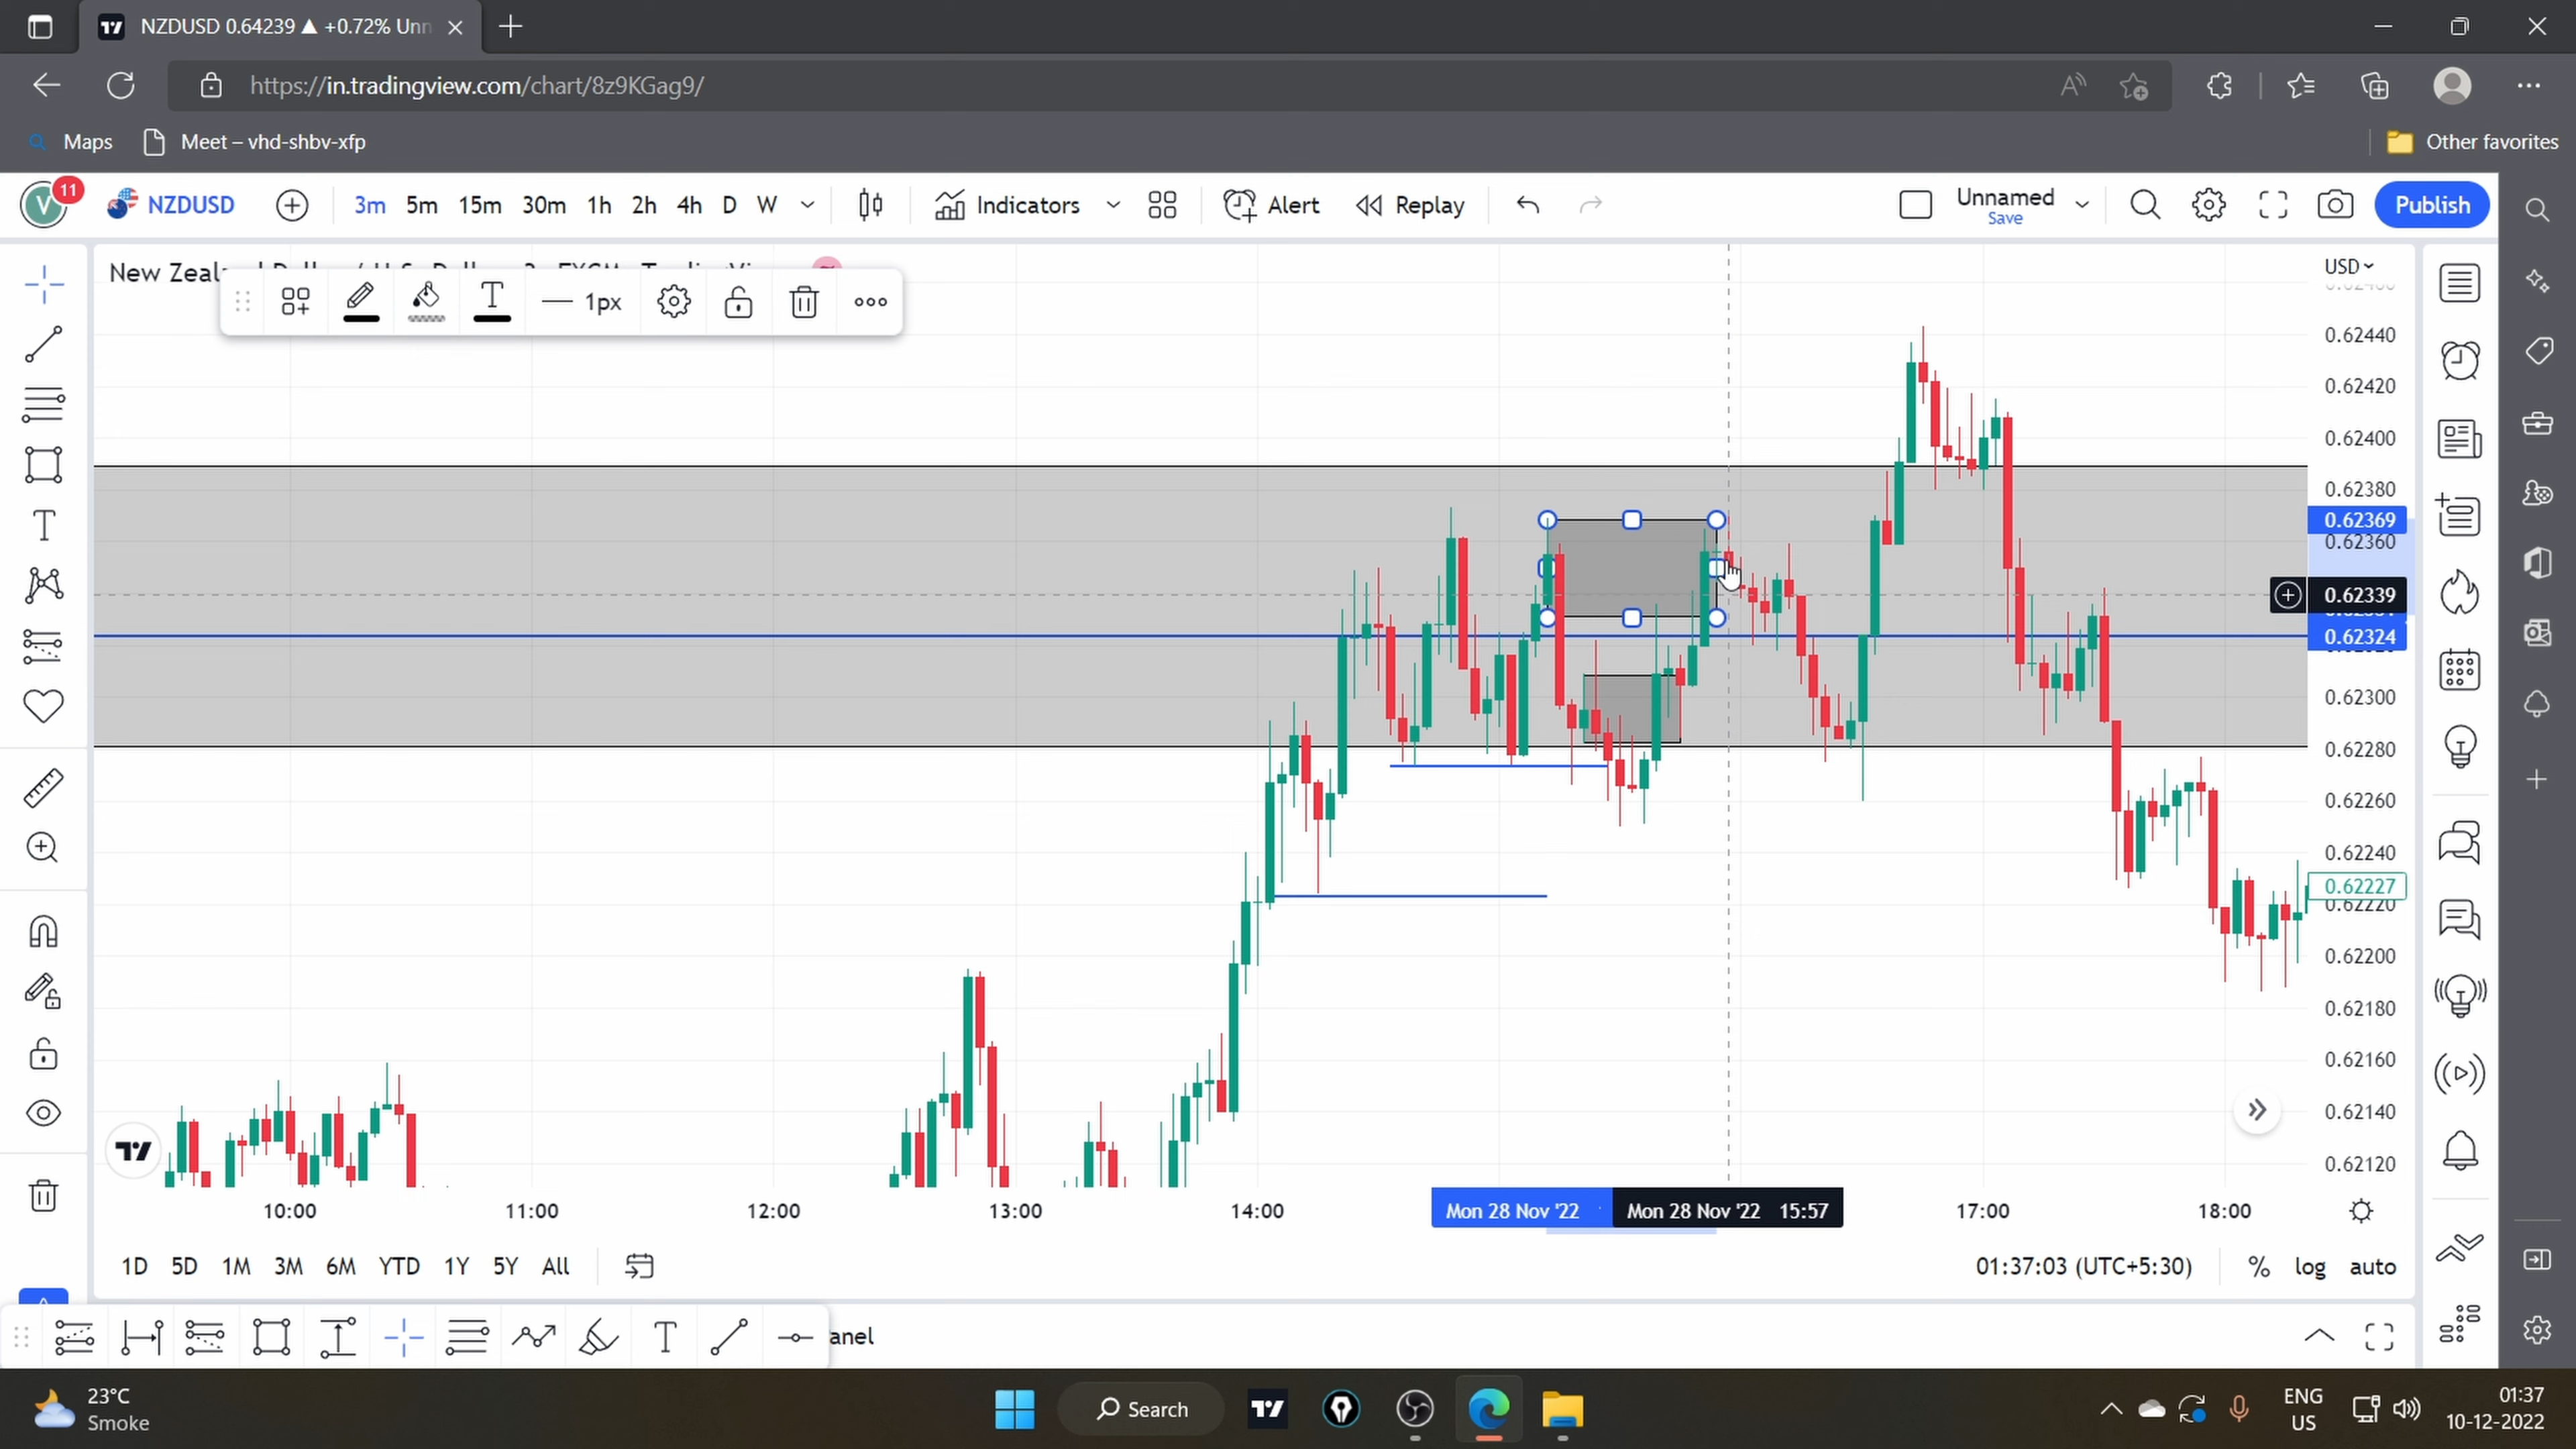 NZDUSD 0.64239 ▲ +0.72% Unn
https://in.tradingview.com/chart/8z9KGag9/
Maps
Meet – vhd-shbv-xfp
Other favorites
V
11
NZDUSD
3m 5m 15m 30m 1h 2h 4h D W
Indicators
Alert
Replay
Unnamed
Save
Publish
New Zeal
USD
1px
0.62440
0.62420
0.62400
0.62380
0.62369
0.62360
0.62339
0.62324
0.62300
0.62280
0.62260
0.62240
0.62227
0.62220
0.62200
0.62180
0.62160
0.62140
0.62120
10:00 11:00 12:00 13:00 14:00 Mon 28 Nov '22 Mon 28 Nov '22 15:57 17:00 18:00
1D 5D 1M 3M 6M YTD 1Y 5Y All
01:37:03 (UTC+5:30) % log auto
anel
23°C
Smoke
Search
ENG
US
01:37
10-12-2022